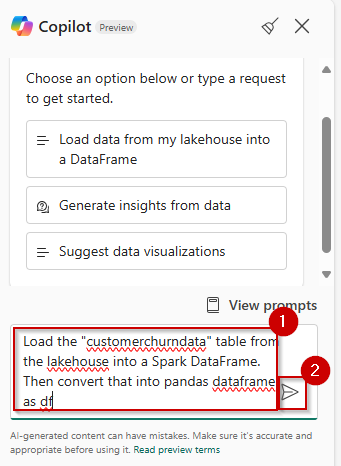 Copilot Preview
Choose an option below or type a request
to get started.
Load data from my lakehouse into
a DataFrame
Generate insights from data
Suggest data visualizations
View prompts
1
Load the "customerchurndata" table from
the lakehouse into a Spark DataFrame.
Then convert that into pandas dataframe
as df
2
AI-generated content can have mistakes. Make sure it's accurate and
appropriate before using it. Read preview terms